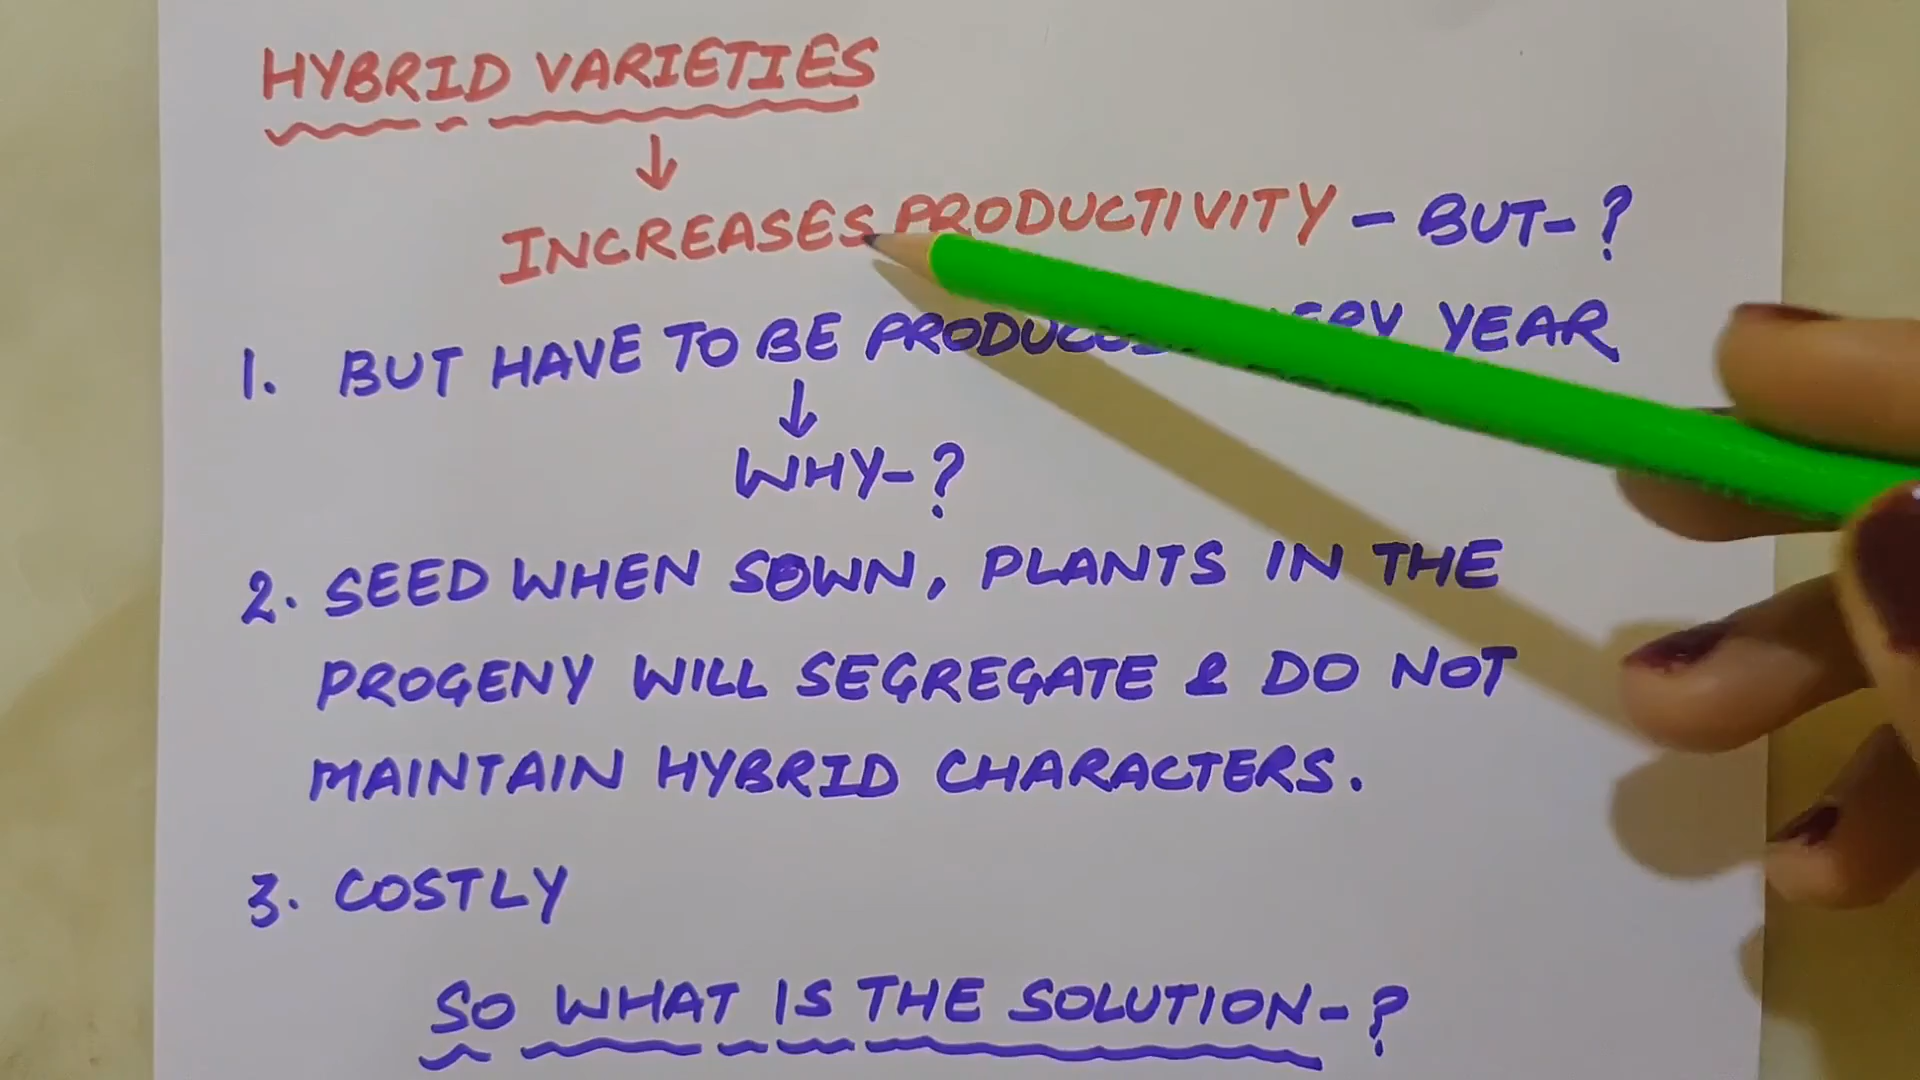 HYBRID VARIETIES
↓
INCREASES PRODUCTIVITY - BUT-?
1. BUT HAVE TO BE YEAR
↓
WHY-?
2. SEED WHEN SOWN, PLANTS IN THE
PROGENY WILL SEGREGATE & DO NOT
MAINTAIN HYBRID CHARACTERS.
3. COSTLY
SO WHAT IS THE SOLUTION-?